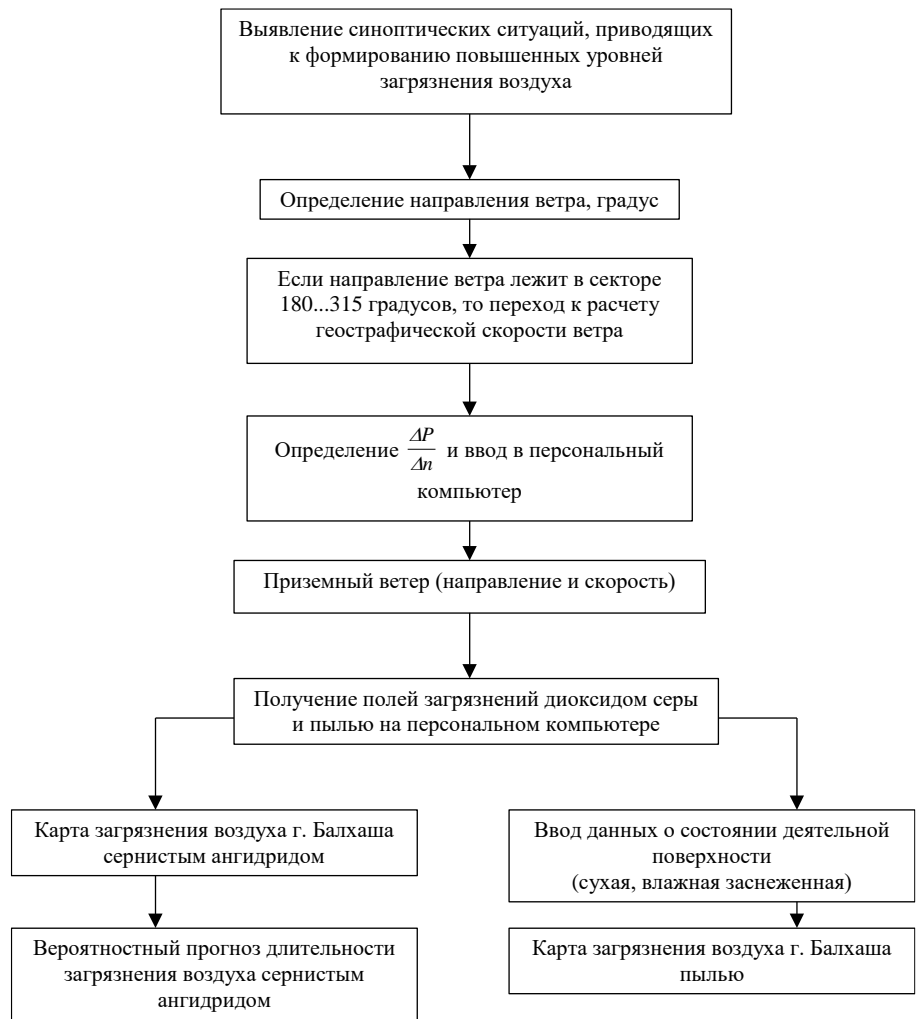 Выявление синоптических ситуаций, приводящих
к формированию повышенных уровней
загрязнения воздуха
Определение направления ветра, градус
Если направление ветра лежит в секторе
180...315 градусов, то переход к расчету
геострафической скорости ветра
Определение ΔP/Δn и ввод в персональный
компьютер
Приземный ветер (направление и скорость)
Получение полей загрязнений диоксидом серы
и пылью на персональном компьютере
Карта загрязнения воздуха г. Балхаша
сернистым ангидридом
Вероятностный прогноз длительности
загрязнения воздуха сернистым
ангидридом
Ввод данных о состоянии деятельной
поверхности
(сухая, влажная заснеженная)
Карта загрязнения воздуха г. Балхаша
пылью